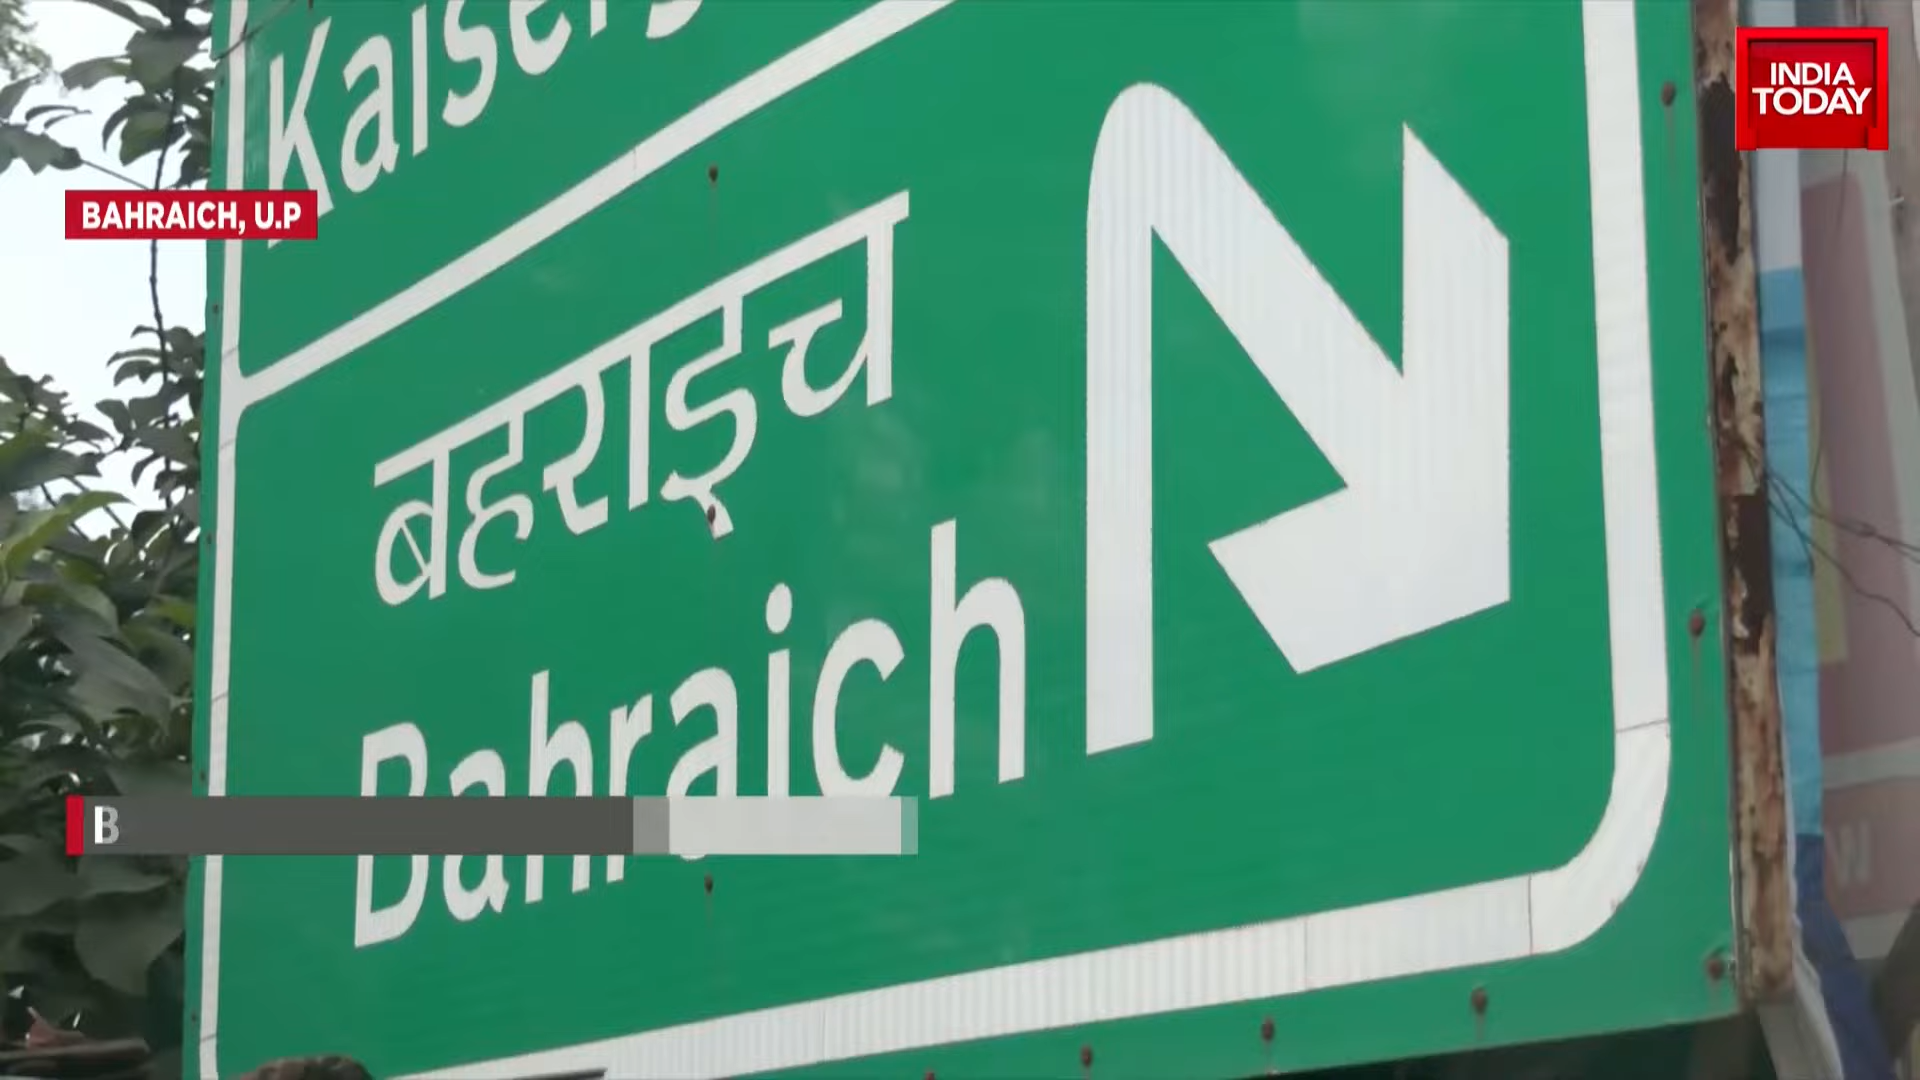 INDIA
TODAY
BAHRAICH, U.P
बहराइच
Bahraich
B